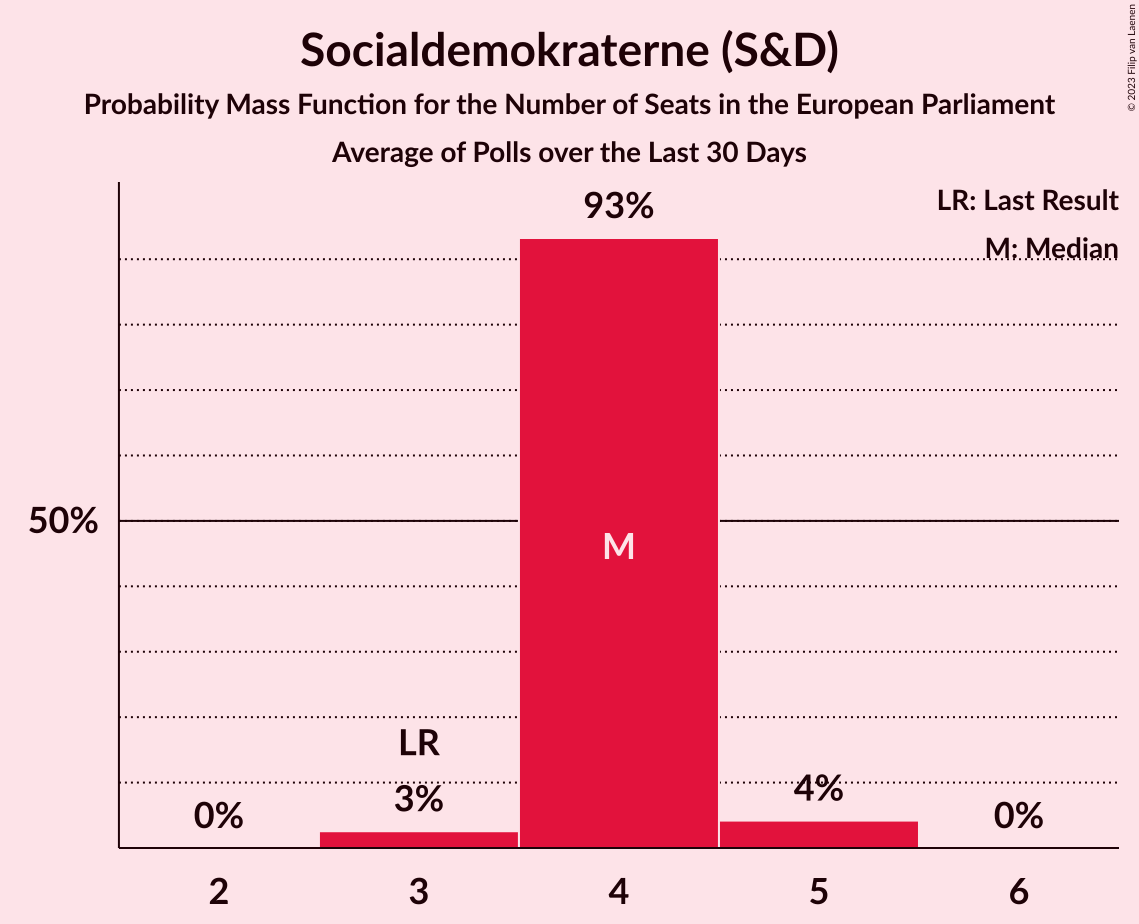 Socialdemokraterne (S&D)
Probability Mass Function for the Number of Seats in the European Parliament
Average of Polls over the Last 30 Days
© 2023 Filip van Laenen
LR: Last Result
M: Median
93%
50%
M
LR
0%
3%
4%
0%
2
3
4
5
6